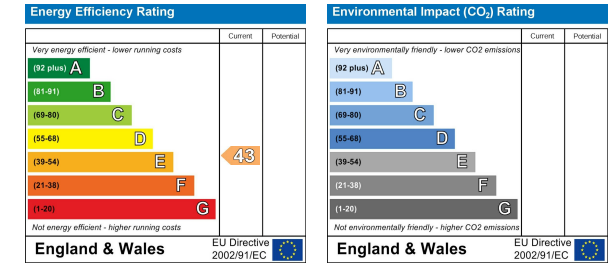 Energy Efficiency Rating
Current Potential
Very energy efficient - lower running costs
(92 plus) A
(81-91) B
(69-80) C
(55-68) D
(39-54) E
43
(21-38) F
(1-20) G
Not energy efficient - higher running costs
England & Wales
EU Directive
2002/91/EC
Environmental Impact (CO₂) Rating
Current Potential
Very environmentally friendly - lower CO2 emissions
(92 plus) A
(81-91) B
(69-80) C
(55-68) D
(39-54) E
(21-38) F
(1-20) G
Not environmentally friendly - higher CO2 emissions
England & Wales
EU Directive
2002/91/EC